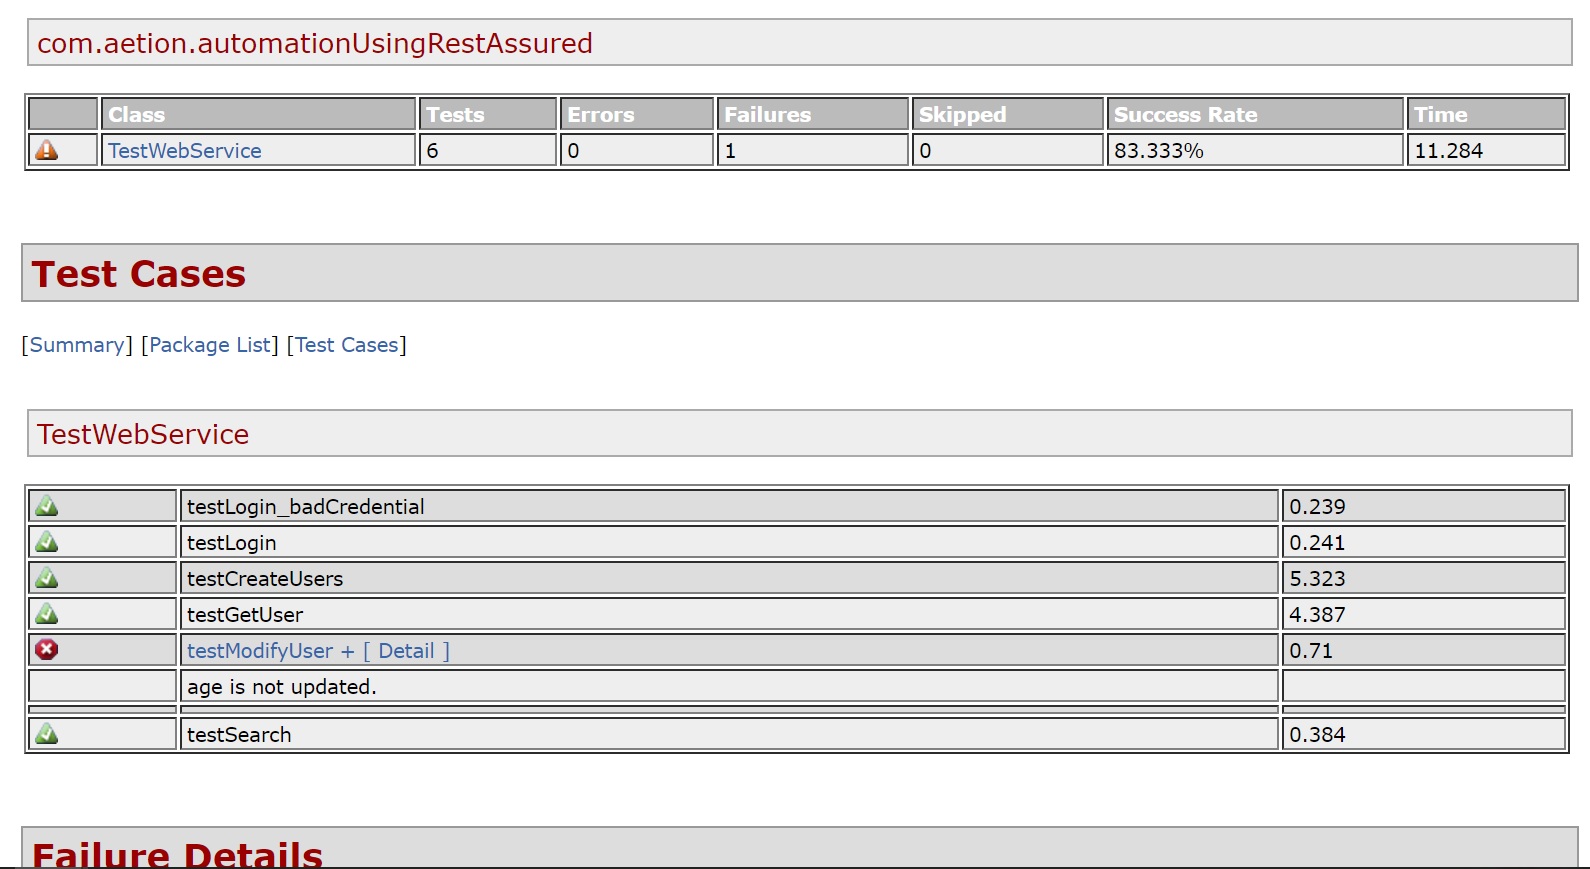 com.aetion.automationUsingRestAssured
Class Tests Errors Failures Skipped Success Rate Time
TestWebService 6 0 1 0 83.333% 11.284
Test Cases
[Summary] [Package List] [Test Cases]
TestWebService
testLogin_badCredential 0.239
testLogin 0.241
testCreateUsers 5.323
testGetUser 4.387
testModifyUser + [ Detail ] 0.71
age is not updated.
testSearch 0.384
Failure Details